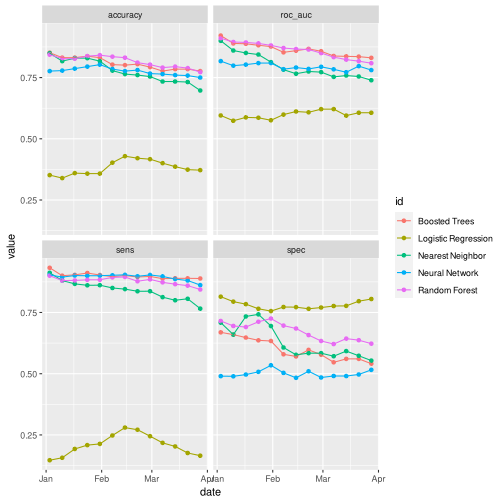 accuracy
roc_auc
0.75
0.50
0.25
sens
spec
0.75
0.50
0.25
Jan
Feb
Mar
Apr
Jan
Feb
Mar
Apr
date
value
id
Boosted Trees
Logistic Regression
Nearest Neighbor
Neural Network
Random Forest